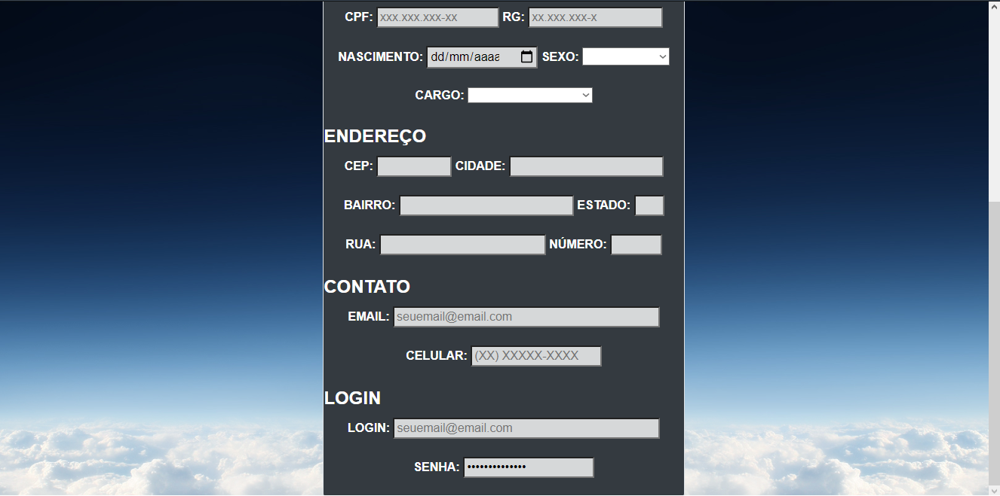 CPF: xxx.xxx.xxx-xx RG: xx.xxx.xxx-x
NASCIMENTO: dd/mm/aaaa SEXO:
CARGO:
ENDEREÇO
CEP: CIDADE:
BAIRRO: ESTADO:
RUA: NÚMERO:
CONTATO
EMAIL: seuemail@email.com
CELULAR: (XX) XXXXX-XXXX
LOGIN
LOGIN: seuemail@email.com
SENHA: ••••••••••••••